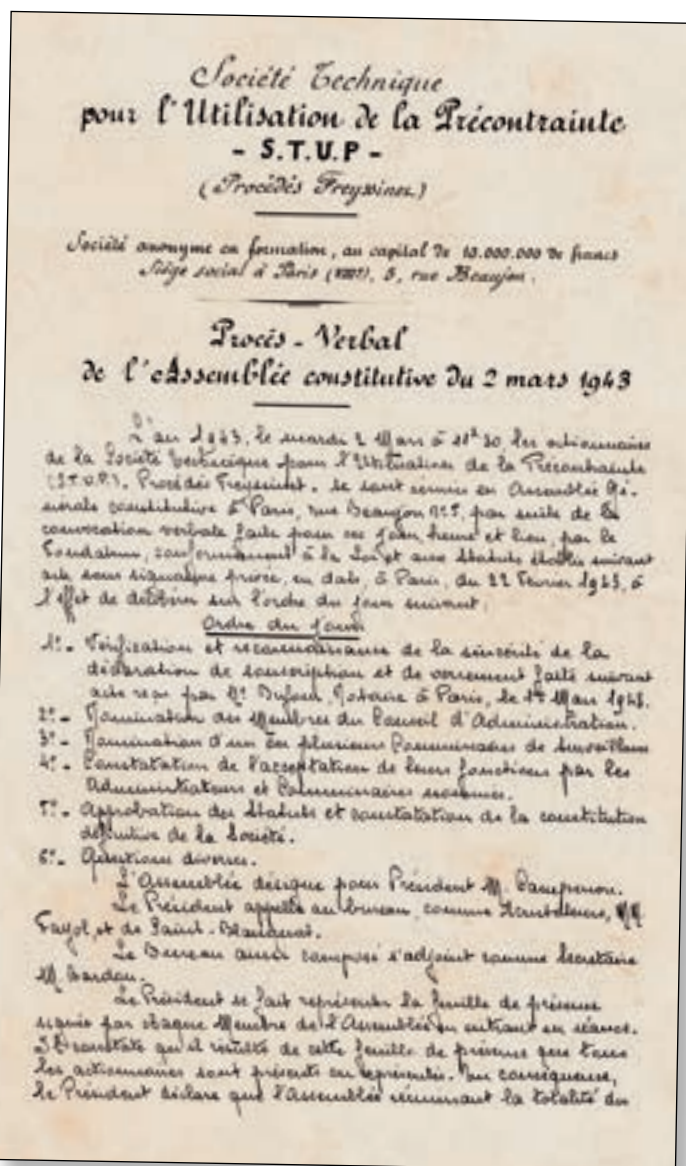 Société Technique
pour l'Utilisation de la Précontrainte
- S.T.U.P -
(Procédés Freyssinet)
Société anonyme en formation, au capital de 10.000.000 de francs
Siège social à Paris (VIIIe), 5, rue Beaujon.
Procès-Verbal
de l'Assemblée constitutive du 2 mars 1943
L'an 1943, le mardi 2 Mars à 30 les actionnaires
de la Société Technique pour l'Utilisation de la Précontrainte
(S.T.U.P.), Procédés Freyssinet, se sont réunis en Assemblée Gé-
nérale constitutive à Paris, rue Beaujon n° 5, par suite de la
convocation verbale faite pour ces jour, heure et lieu, par le
Fondateur, conformément à la Loi et aux Statuts établis suivant
acte sous signature privée, en date, à Paris, du 22 Février 1943, à
l'effet de délibérer sur l'ordre du jour suivant:
Ordre du jour
1°- Vérification et reconnaissance de la sincérité de la
déclaration de souscription et de versement faite suivant
acte reçu par Me Notaire à Paris, le 1er Mars 1943.
2°- Nomination des Membres du Conseil d'Administration.
3°- Nomination d'un ou plusieurs Commissaires de Surveillance
4°- Constatation de l'acceptation de leurs fonctions par les
Administrateurs et Commissaires nommés.
5°- Approbation des Statuts et constatation de la constitution
définitive de la Société.
6°- Questions diverses.
L'Assemblée désigne pour Président M. Campenon.
Le Président appelle au bureau, comme Scrutateurs, MM
Fayol, et de Saint-
Le Bureau ainsi composé s'adjoint comme Secrétaire
M.
Le Président se fait représenter la feuille de présence
signée par chaque Membre de l'Assemblée en entrant en séance.
Il constate qu'il résulte de cette feuille de présence que tous
les actionnaires sont présents ou représentés. En conséquence,
le Président déclare que l'Assemblée réunissant la totalité du